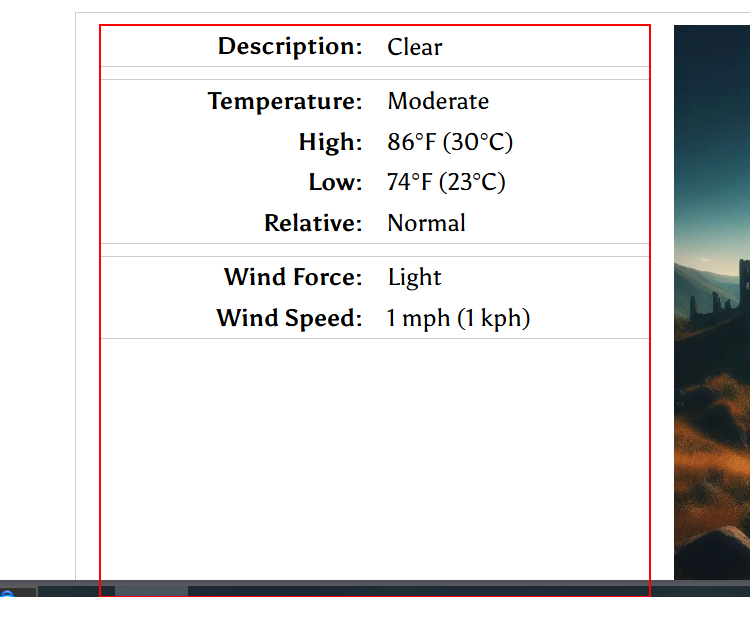 Description: Clear
Temperature: Moderate
High: 86°F (30°C)
Low: 74°F (23°C)
Relative: Normal
Wind Force: Light
Wind Speed: 1 mph (1 kph)